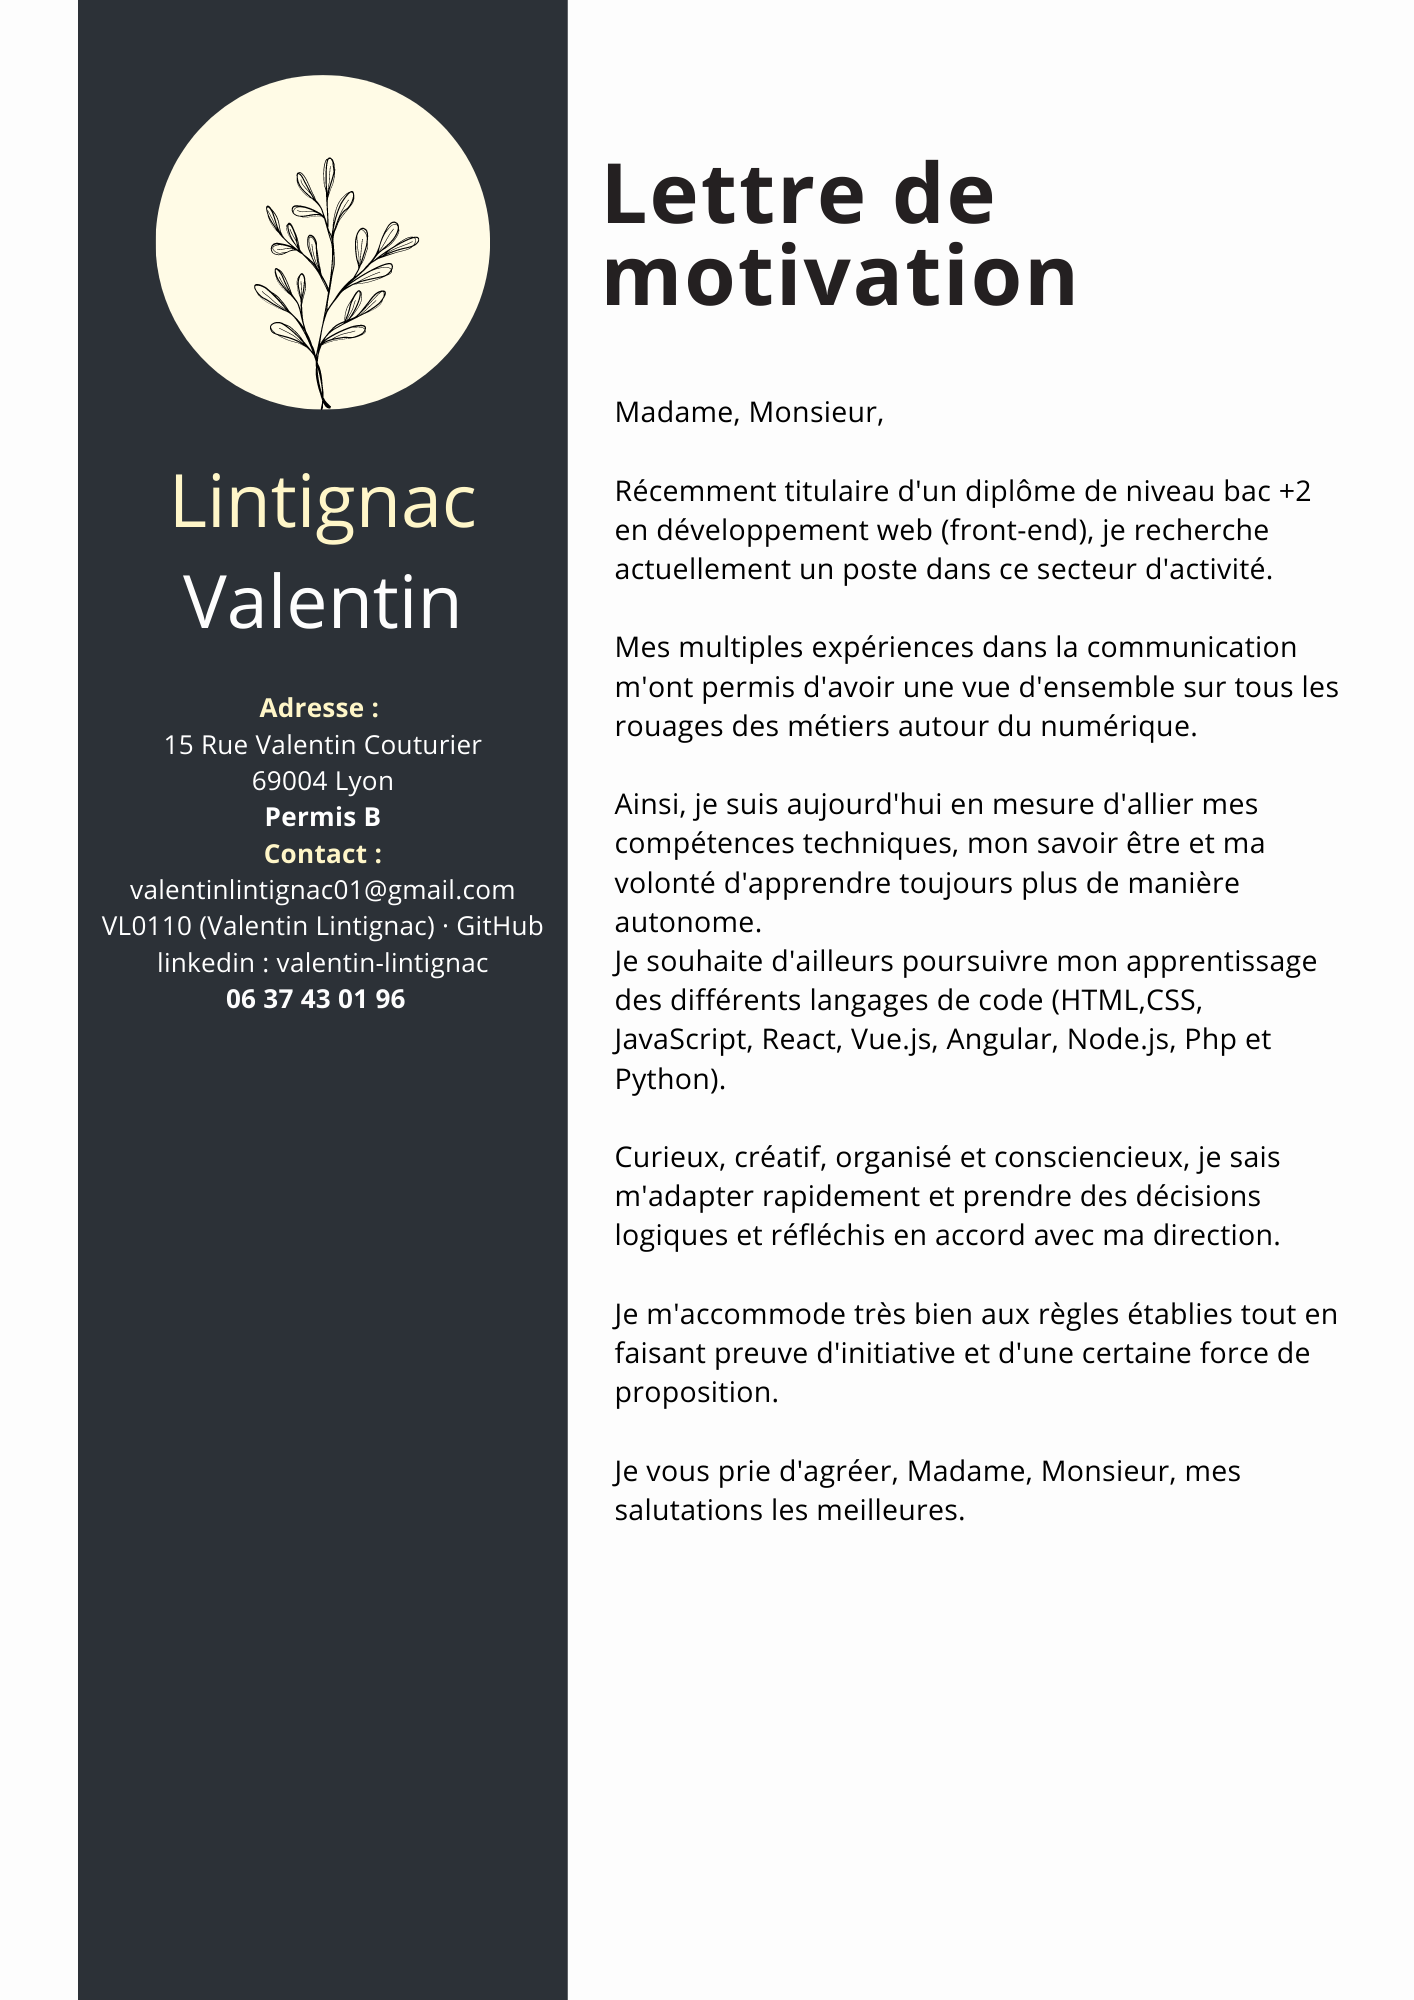 Lintignac
Valentin
Adresse :
15 Rue Valentin Couturier
69004 Lyon
Permis B
Contact :
valentinlintignac01@gmail.com
VL0110 (Valentin Lintignac) · GitHub
linkedin : valentin-lintignac
06 37 43 01 96
Lettre de
motivation
Madame, Monsieur,
Récemment titulaire d'un diplôme de niveau bac +2
en développement web (front-end), je recherche
actuellement un poste dans ce secteur d'activité.
Mes multiples expériences dans la communication
m'ont permis d'avoir une vue d'ensemble sur tous les
rouages des métiers autour du numérique.
Ainsi, je suis aujourd'hui en mesure d'allier mes
compétences techniques, mon savoir être et ma
volonté d'apprendre toujours plus de manière
autonome.
Je souhaite d'ailleurs poursuivre mon apprentissage
des différents langages de code (HTML,CSS,
JavaScript, React, Vue.js, Angular, Node.js, Php et
Python).
Curieux, créatif, organisé et consciencieux, je sais
m'adapter rapidement et prendre des décisions
logiques et réfléchis en accord avec ma direction.
Je m'accommode très bien aux règles établies tout en
faisant preuve d'initiative et d'une certaine force de
proposition.
Je vous prie d'agréer, Madame, Monsieur, mes
salutations les meilleures.